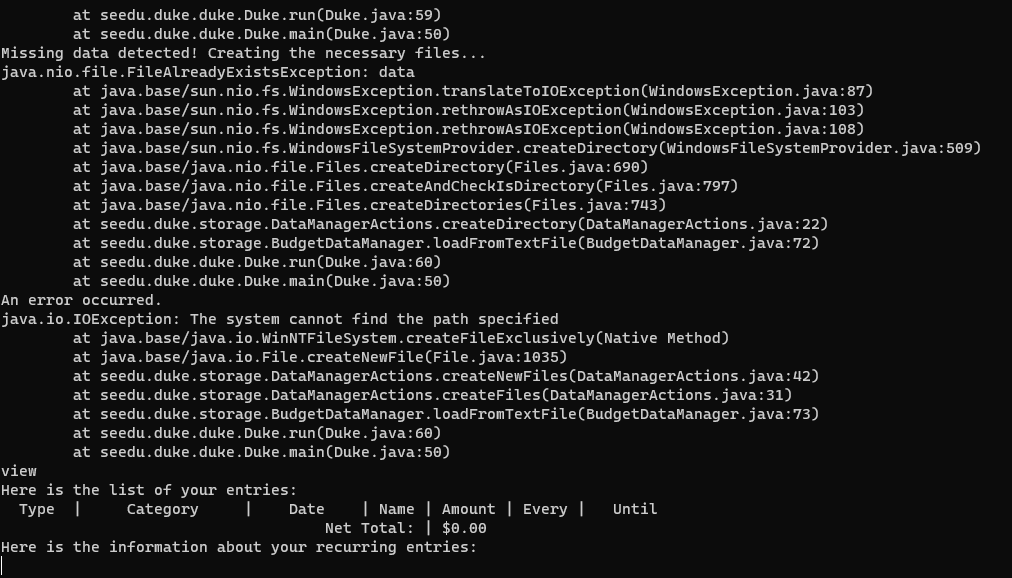 at seedu.duke.duke.Duke.run(Duke.java:59)
at seedu.duke.duke.Duke.main(Duke.java:50)
Missing data detected! Creating the necessary files...
java.nio.file.FileAlreadyExistsException: data
at java.base/sun.nio.fs.WindowsException.translateToIOException(WindowsException.java:87)
at java.base/sun.nio.fs.WindowsException.rethrowAsIOException(WindowsException.java:103)
at java.base/sun.nio.fs.WindowsException.rethrowAsIOException(WindowsException.java:108)
at java.base/sun.nio.fs.WindowsFileSystemProvider.createDirectory(WindowsFileSystemProvider.java:509)
at java.base/java.nio.file.Files.createDirectory(Files.java:690)
at java.base/java.nio.file.Files.createAndCheckIsDirectory(Files.java:797)
at java.base/java.nio.file.Files.createDirectories(Files.java:743)
at seedu.duke.storage.DataManagerActions.createDirectory(DataManagerActions.java:22)
at seedu.duke.storage.BudgetDataManager.loadFromTextFile(BudgetDataManager.java:72)
at seedu.duke.duke.Duke.run(Duke.java:60)
at seedu.duke.duke.Duke.main(Duke.java:50)
An error occurred.
java.io.IOException: The system cannot find the path specified
at java.base/java.io.WinNTFileSystem.createFileExclusively(Native Method)
at java.base/java.io.File.createNewFile(File.java:1035)
at seedu.duke.storage.DataManagerActions.createNewFiles(DataManagerActions.java:42)
at seedu.duke.storage.DataManagerActions.createFiles(DataManagerActions.java:31)
at seedu.duke.storage.BudgetDataManager.loadFromTextFile(BudgetDataManager.java:73)
at seedu.duke.duke.Duke.run(Duke.java:60)
at seedu.duke.duke.Duke.main(Duke.java:50)
view
Here is the list of your entries:
Type | Category | Date | Name | Amount | Every | Until
Net Total: | $0.00
Here is the information about your recurring entries: